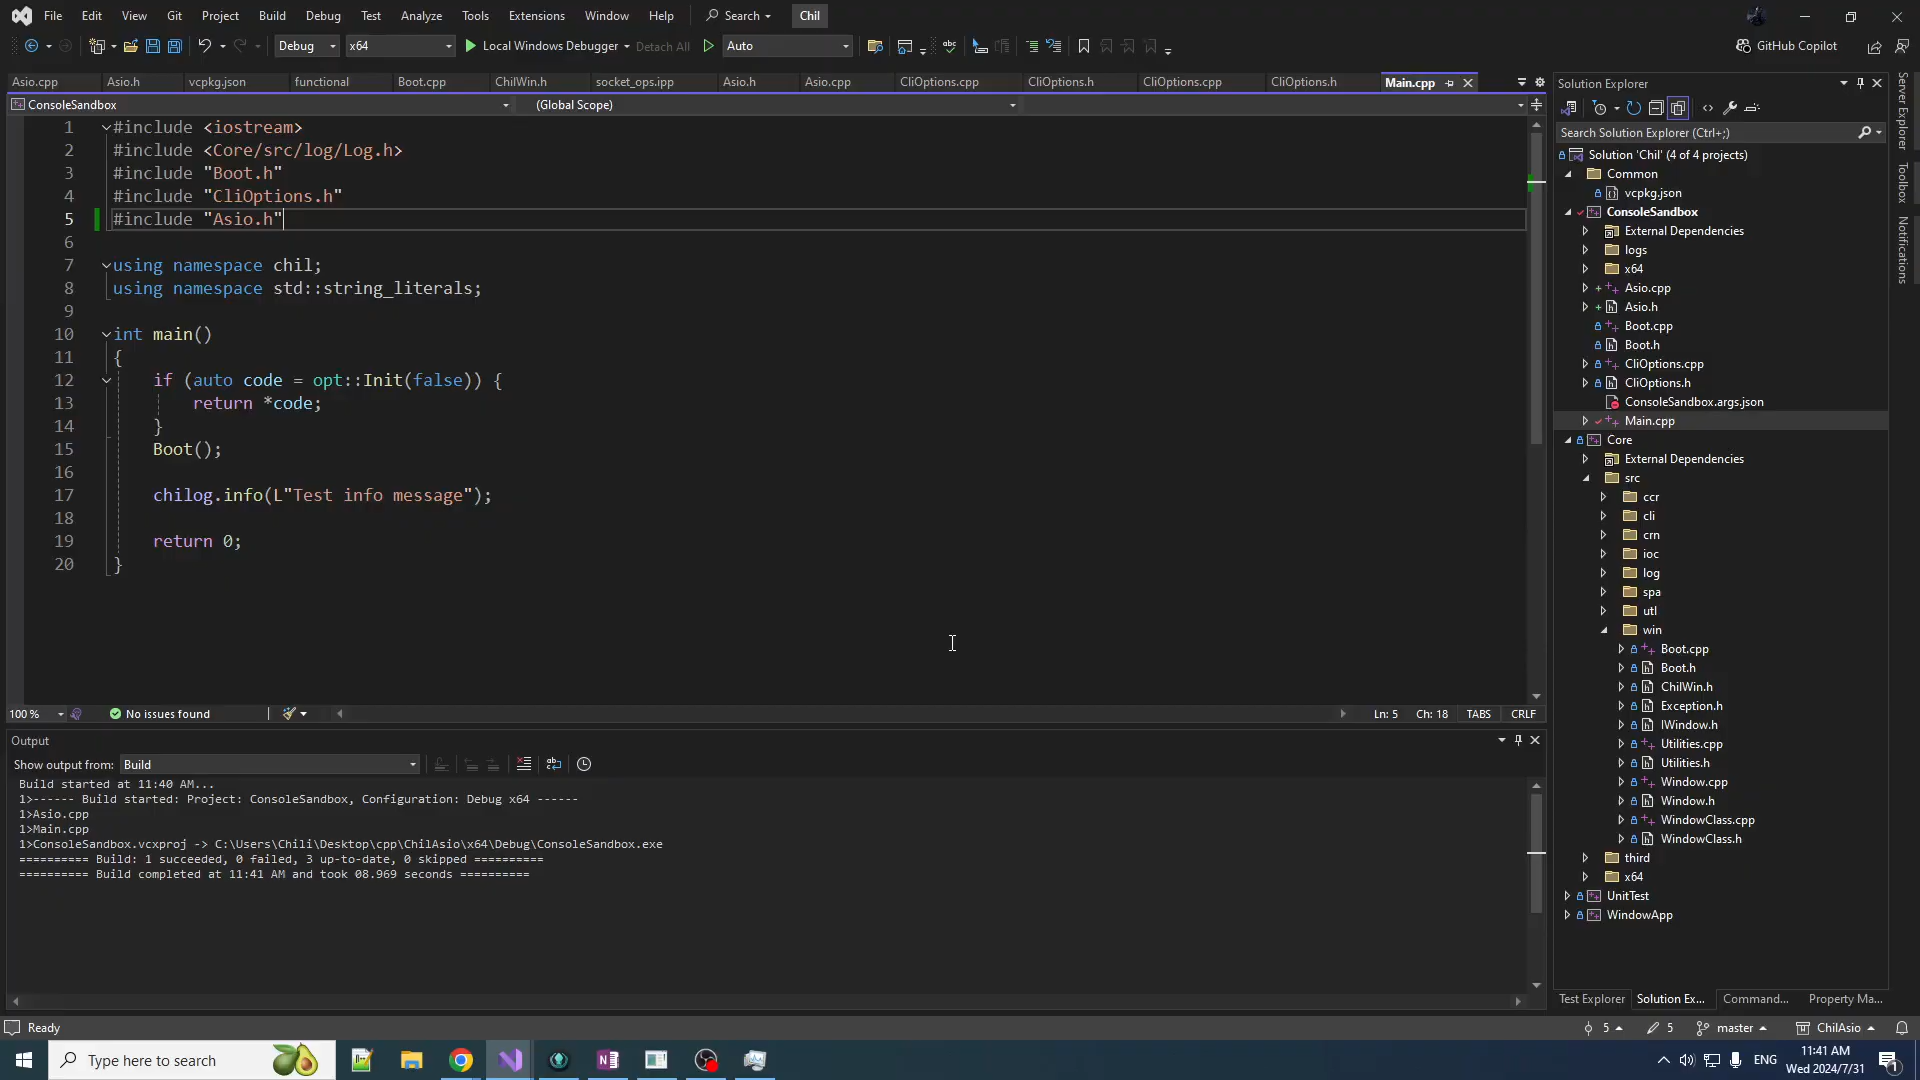 File Edit View Git Project Build Debug Test Analyze Tools Extensions Window Help Search Chil
Debug x64 Local Windows Debugger Detach All Auto GitHub Copilot
Asio.cpp Asio.h vcpkg.json functional Boot.cpp ChilWin.h socket_ops.ipp Asio.h Asio.cpp CliOptions.cpp CliOptions.h CliOptions.cpp CliOptions.h Main.cpp
ConsoleSandbox (Global Scope)
1 #include <iostream>
2 #include <Core/src/log/Log.h>
3 #include "Boot.h"
4 #include "CliOptions.h"
5 #include "Asio.h"
6
7 using namespace chil;
8 using namespace std::string_literals;
9
10 int main()
11 {
12 if (auto code = opt::Init(false)) {
13 return *code;
14 }
15 Boot();
16
17 chilog.info(L"Test info message");
18
19 return 0;
20 }
100 % No issues found Ln: 5 Ch: 18 TABS CRLF
Output
Show output from: Build
Build started at 11:40 AM...
1>------ Build started: Project: ConsoleSandbox, Configuration: Debug x64 ------
1>Asio.cpp
1>Main.cpp
1>ConsoleSandbox.vcxproj -> C:\Users\Chili\Desktop\cpp\ChilAsio\x64\Debug\ConsoleSandbox.exe
========== Build: 1 succeeded, 0 failed, 3 up-to-date, 0 skipped ==========
========== Build completed at 11:41 AM and took 08.969 seconds ==========
Solution Explorer
Search Solution Explorer (Ctrl+;)
Solution 'Chil' (4 of 4 projects)
Common
vcpkg.json
ConsoleSandbox
External Dependencies
logs
x64
Asio.cpp
Asio.h
Boot.cpp
Boot.h
CliOptions.cpp
CliOptions.h
ConsoleSandbox.args.json
Main.cpp
Core
External Dependencies
src
ccr
cli
crn
ioc
log
spa
utl
win
Boot.cpp
Boot.h
ChilWin.h
Exception.h
IWindow.h
Utilities.cpp
Utilities.h
Window.cpp
Window.h
WindowClass.cpp
WindowClass.h
third
x64
UnitTest
WindowApp
Test Explorer Solution Ex... Command... Property Ma...
Server Explorer
Toolbox
Notifications
Ready 5 5 master ChilAsio
Type here to search ENG 11:41 AM
Wed 2024/7/31 1